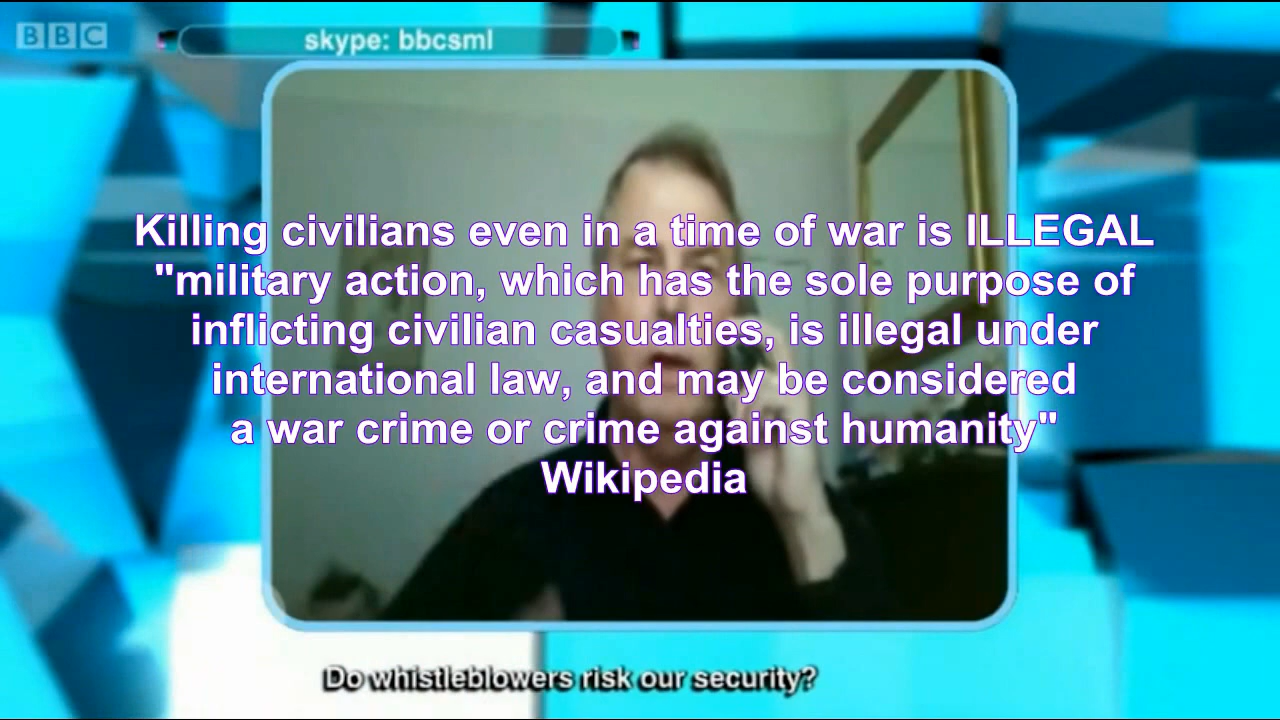 BBC
skype: bbcsml
Killing civilians even in a time of war is ILLEGAL
"military action, which has the sole purpose of
inflicting civilian casualties, is illegal under
international law, and may be considered
a war crime or crime against humanity"
Wikipedia
Do whistleblowers risk our security?